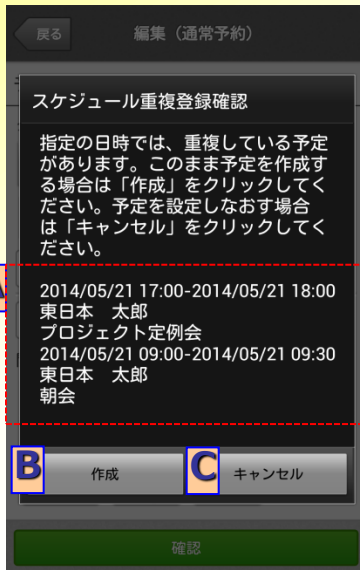 戻る
編集（通常予約）
スケジュール重複登録確認
指定の日時では、重複している予定
があります。このまま予定を作成す
る場合は「作成」をクリックしてく
ださい。予定を設定しなおす場合
は「キャンセル」をクリックしてく
ださい。
2014/05/21 17:00-2014/05/21 18:00
東日本　太郎
プロジェクト定例会
2014/05/21 09:00-2014/05/21 09:30
東日本　太郎
朝会
B
作成
C
キャンセル
確認